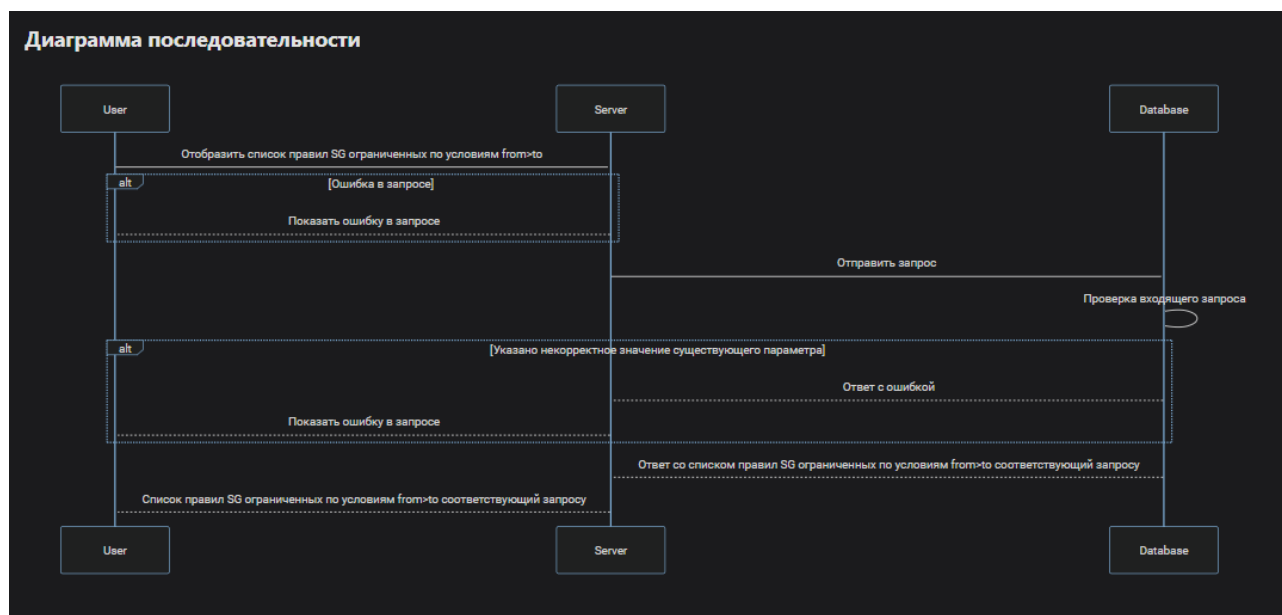 Диаграмма последовательности
User
Server
Database
Отобразить список правил SG ограниченных по условиям from>to
alt
[Ошибка в запросе]
Показать ошибку в запросе
Отправить запрос
Проверка входящего запроса
alt
[Указано некорректное значение существующего параметра]
Ответ с ошибкой
Показать ошибку в запросе
Ответ со списком правил SG ограниченных по условиям from>to соответствующий запросу
Список правил SG ограниченных по условиям from>to соответствующий запросу
User
Server
Database